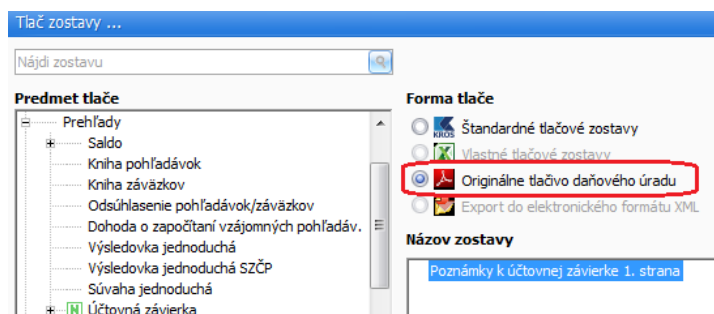 Tlač zostavy ...
Nájdi zostavu
Predmet tlače
Prehľady
Saldo
Kniha pohľadávok
Kniha záväzkov
Odsúhlasenie pohľadávok/záväzkov
Dohoda o započítaní vzájomných pohľadáv.
Výsledovka jednoduchá
Výsledovka jednoduchá SZČP
Súvaha jednoduchá
N Účtovná závierka
Forma tlače
KROS Štandardné tlačové zostavy
Vlastné tlačové zostavy
Originálne tlačivo daňového úradu
Export do elektronického formátu XML
Názov zostavy
Poznámky k účtovnej závierke 1. strana